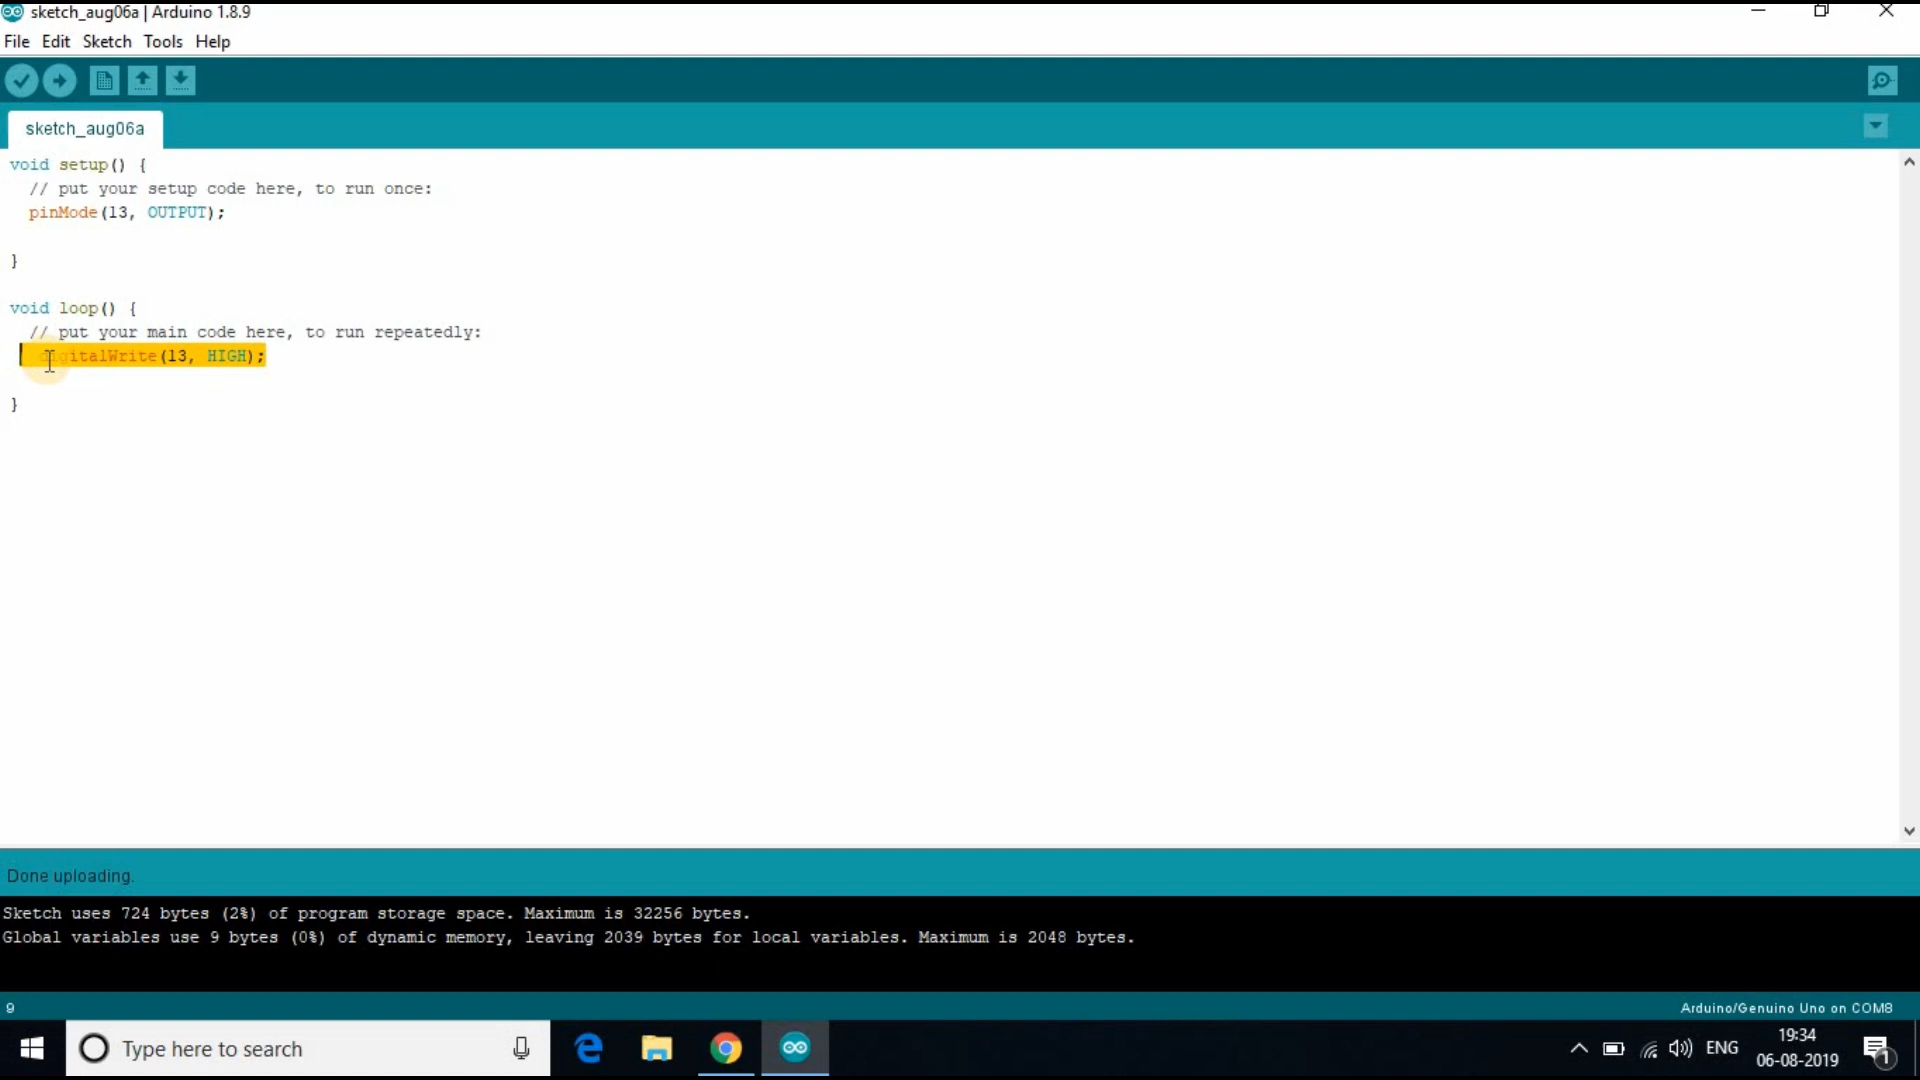 sketch_aug06a | Arduino 1.8.9
File Edit Sketch Tools Help
sketch_aug06a
void setup() {
// put your setup code here, to run once:
pinMode(13, OUTPUT);
}
void loop() {
// put your main code here, to run repeatedly:
digitalWrite(13, HIGH);
}
Done uploading.
Sketch uses 724 bytes (2%) of program storage space. Maximum is 32256 bytes.
Global variables use 9 bytes (0%) of dynamic memory, leaving 2039 bytes for local variables. Maximum is 2048 bytes.
9 Arduino/Genuino Uno on COM8
Type here to search
ENG
19:34
06-08-2019
1